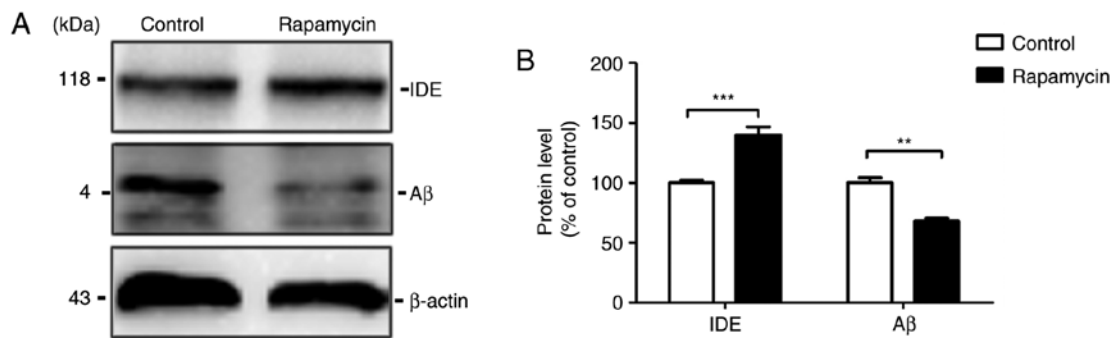 A (kDa) Control Rapamycin
118 IDE
4 Aβ
43 β-actin
B
Control
Rapamycin
Protein level
(% of control)
200
150
100
50
0
***
**
IDE Aβ